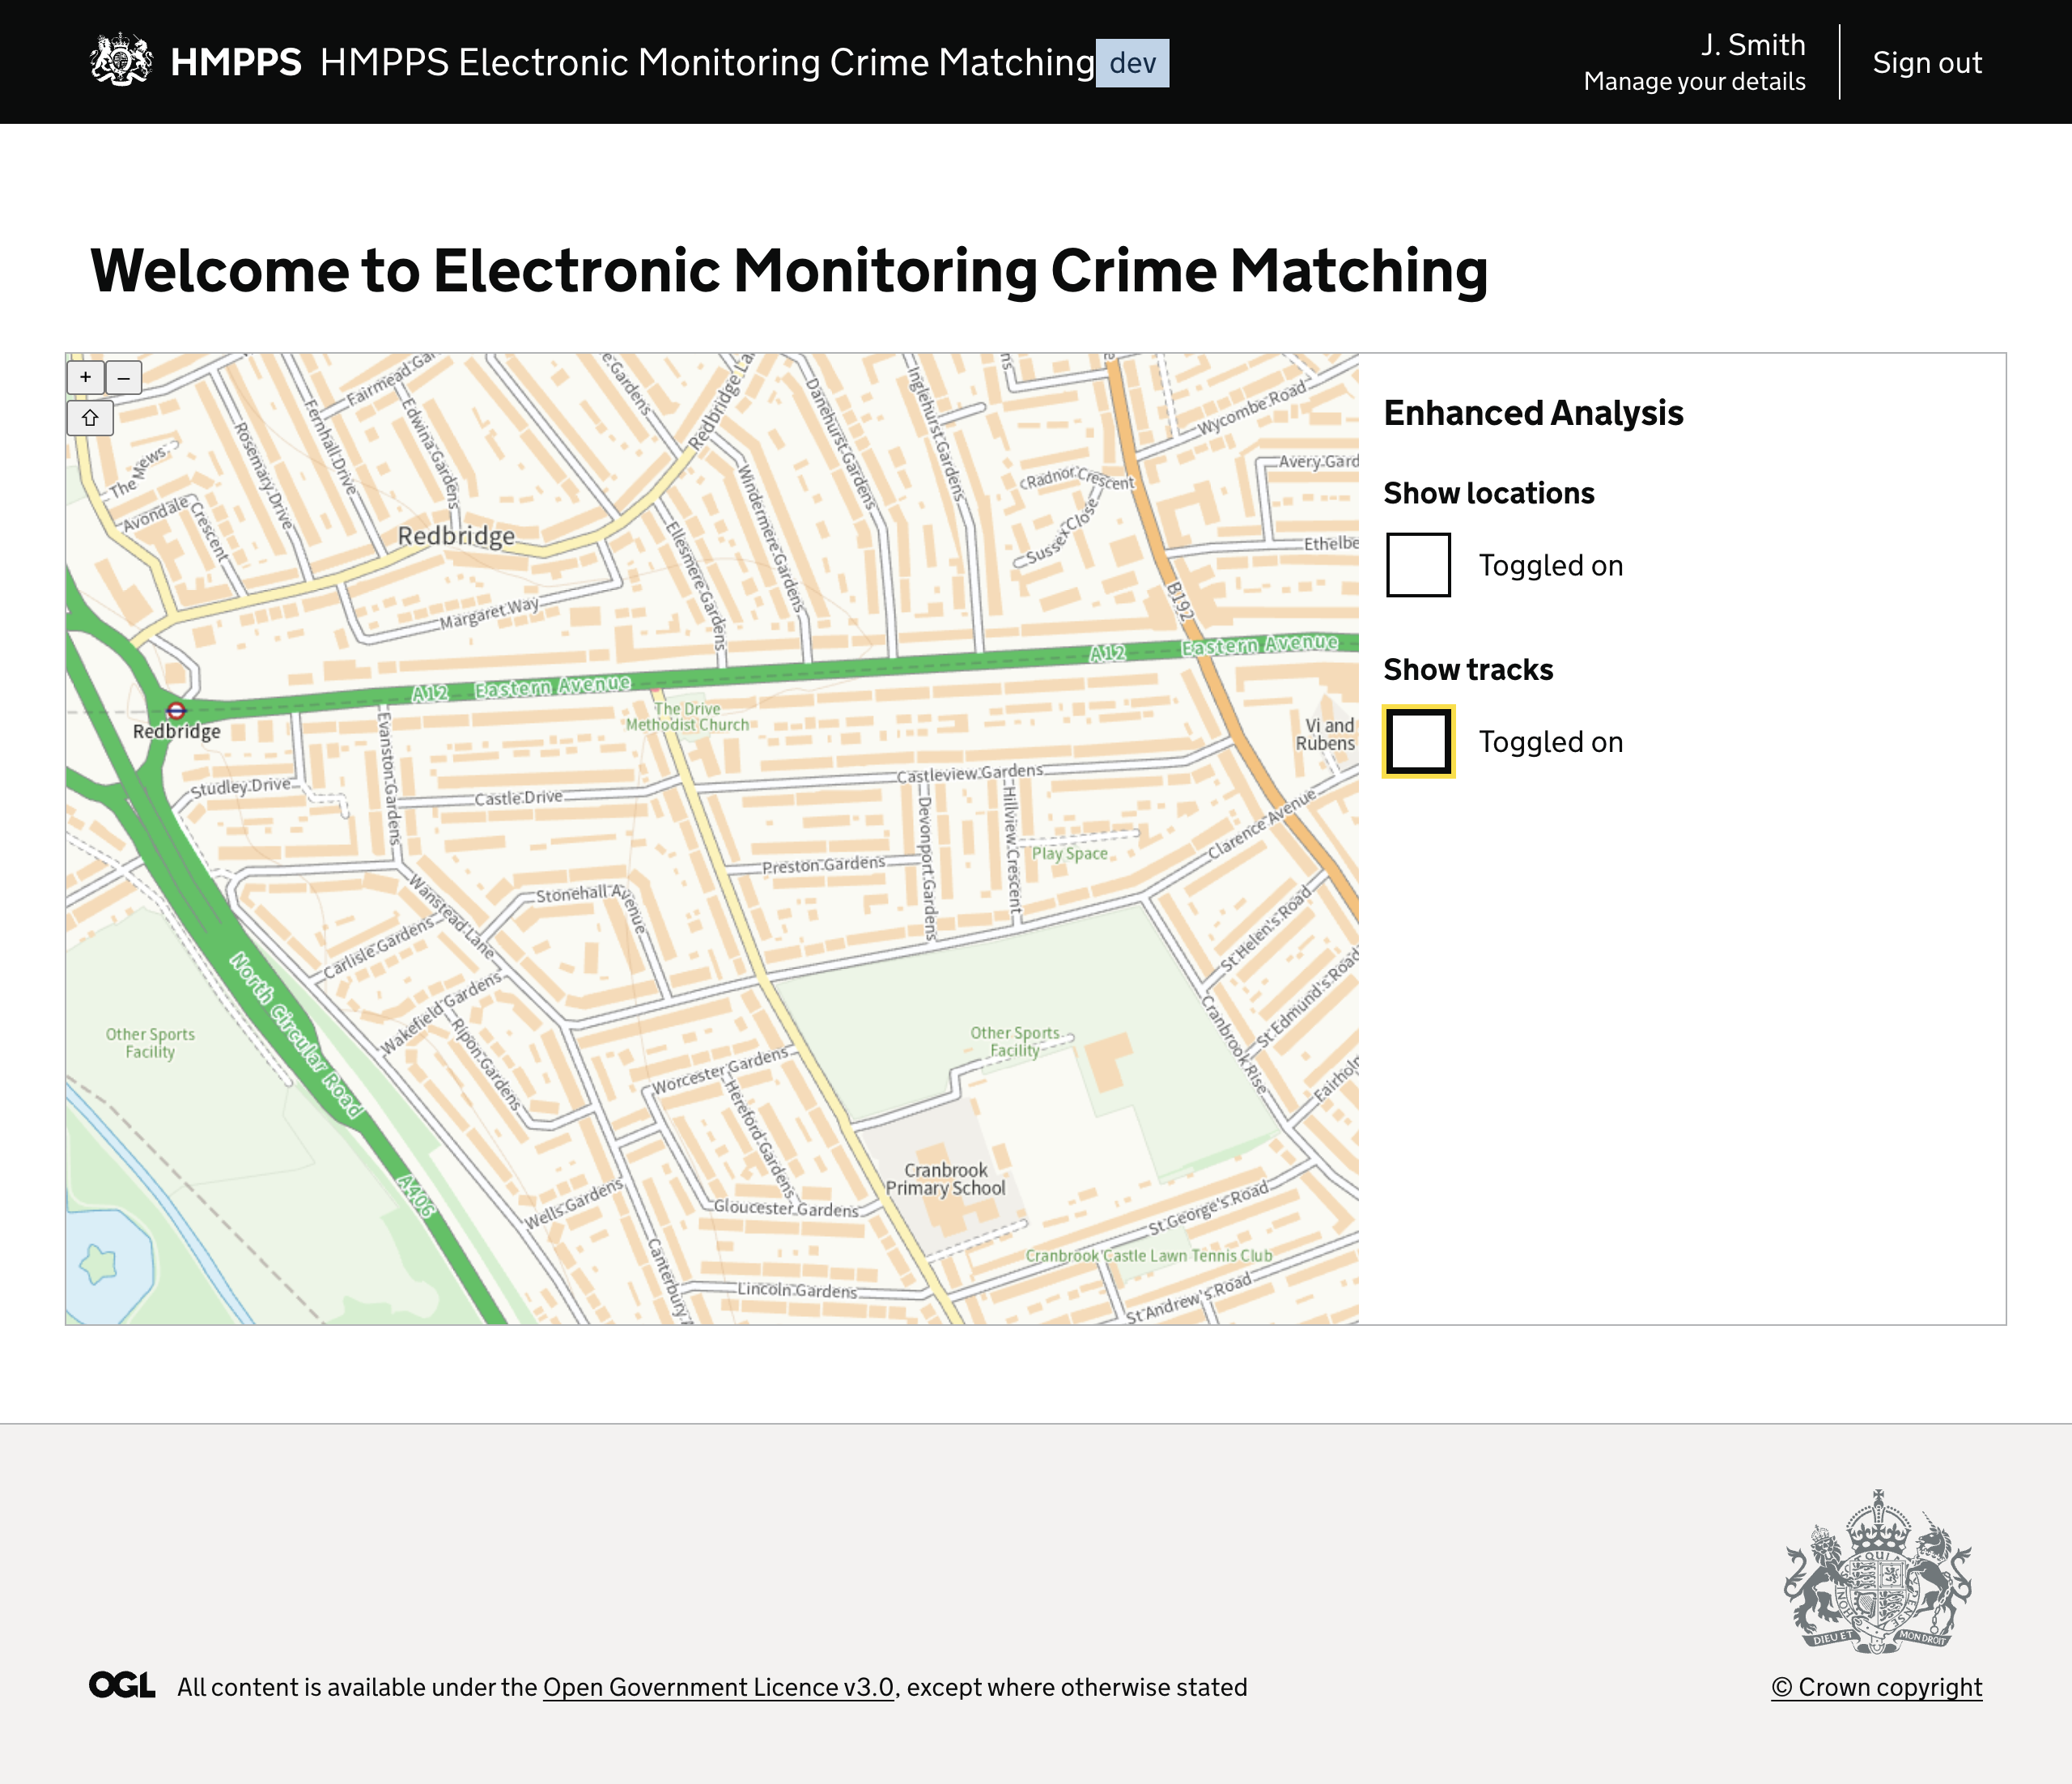 HMPPS HMPPS Electronic Monitoring Crime Matching dev
J. Smith
Manage your details
Sign out
Welcome to Electronic Monitoring Crime Matching
+ –
⇧
Fairmead Ga
Fernhall Drive
Edwina Gardens
Rosemary Drive
The Mews
Avondale Crescent
Redbridge
Margaret Way
e Gardens
Redbridge La
Danehurst Gardens
Inglehurst Gardens
ns
Windermere Gardens
Ellesmere Gardens
Wycombe Road
Avery Gard
Radnor Crescent
Sussex Close
Ethelbe
B192
A12 Eastern Avenue
A12 Eastern Avenue
Redbridge
The Drive
Methodist Church
Vi and
Rubens
Evanston Gardens
Studley Drive
Castle Drive
Castleview Gardens
Devonport Gardens
Hillview Crescent
Play Space
Clarence Avenue
Preston Gardens
Stonehall Avenue
Wanstead Lane
Carlisle Gardens
Wakefield Gardens
Ripon Gardens
North Circular Road
Other Sports
Facility
A406
St Helen's Road
St Edmund's Road
Cranbrook Rise
Fairhol
Other Sports
Facility
Worcester Gardens
Hereford Gardens
Cranbrook
Primary School
Wells Gardens
Gloucester Gardens
St George's Road
Cranbrook Castle Lawn Tennis Club
Canterbury
Lincoln Gardens
St Andrew's Road
Enhanced Analysis
Show locations
Toggled on
Show tracks
Toggled on
DIEU ET MON DROIT
OGL All content is available under the Open Government Licence v3.0, except where otherwise stated
© Crown copyright